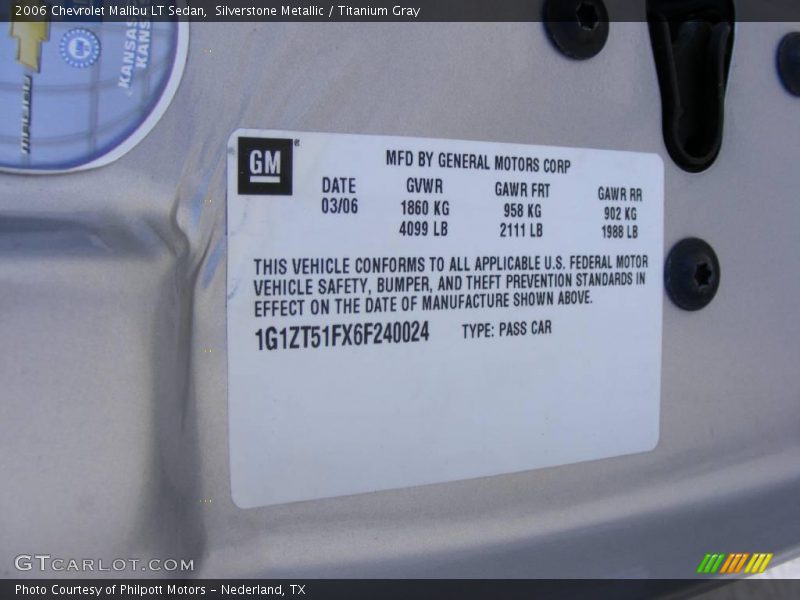 2006 Chevrolet Malibu LT Sedan, Silverstone Metallic / Titanium Gray
KANSAS
KANS
GM
MFD BY GENERAL MOTORS CORP
DATE GVWR GAWR FRT GAWR RR
03/06 1860 KG 958 KG 902 KG
4099 LB 2111 LB 1988 LB
THIS VEHICLE CONFORMS TO ALL APPLICABLE U.S. FEDERAL MOTOR
VEHICLE SAFETY, BUMPER, AND THEFT PREVENTION STANDARDS IN
EFFECT ON THE DATE OF MANUFACTURE SHOWN ABOVE.
1G1ZT51FX6F240024 TYPE: PASS CAR
GTCARLOT.COM
Photo Courtesy of Philpott Motors - Nederland, TX